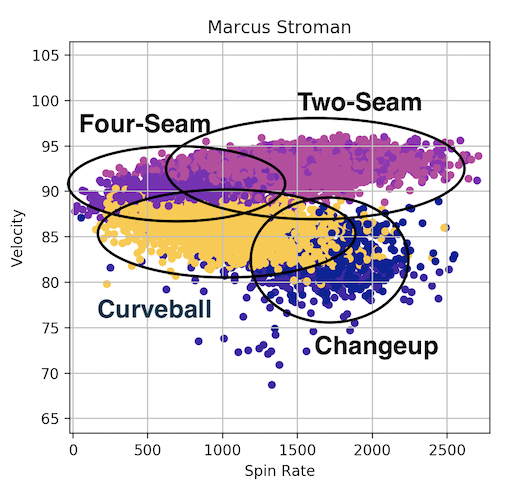 Marcus Stroman
105
100
95
90
85
80
75
70
65
Velocity
Two-Seam
Four-Seam
Curveball
Changeup
0
500
1000
1500
2000
2500
Spin Rate